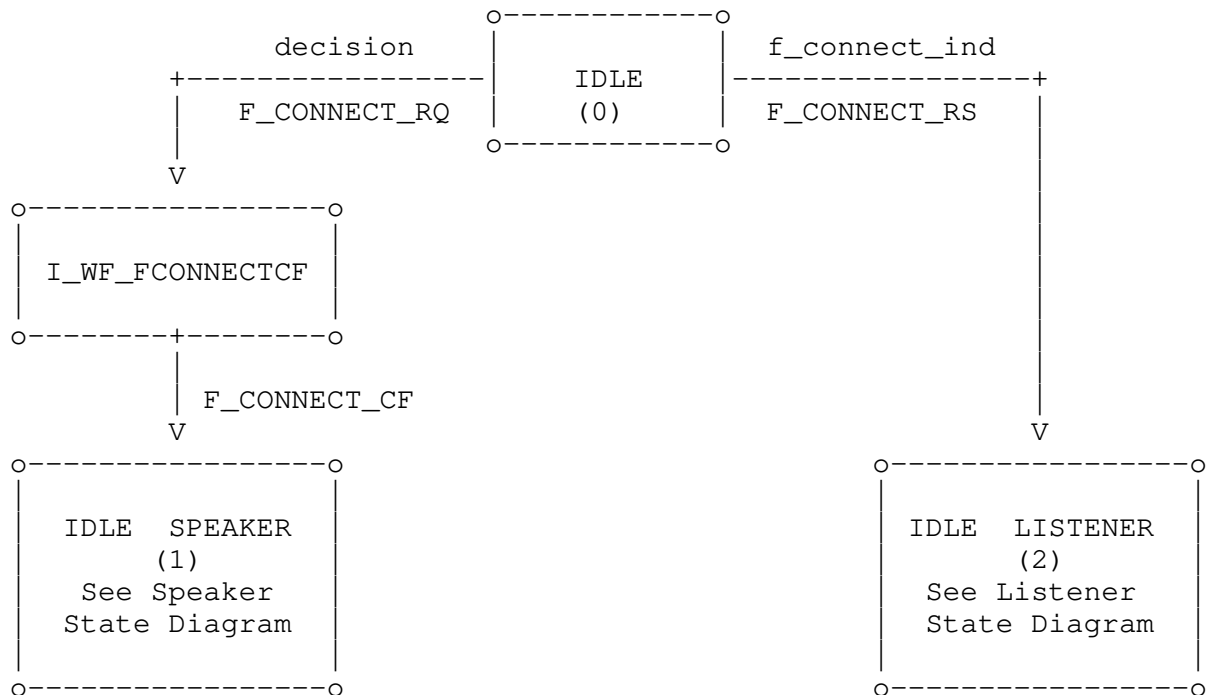 decision f_connect_ind
IDLE
F_CONNECT_RQ (0) F_CONNECT_RS
V
I_WF_FCONNECTCF
F_CONNECT_CF
V V
IDLE SPEAKER IDLE LISTENER
(1) (2)
See Speaker See Listener
State Diagram State Diagram